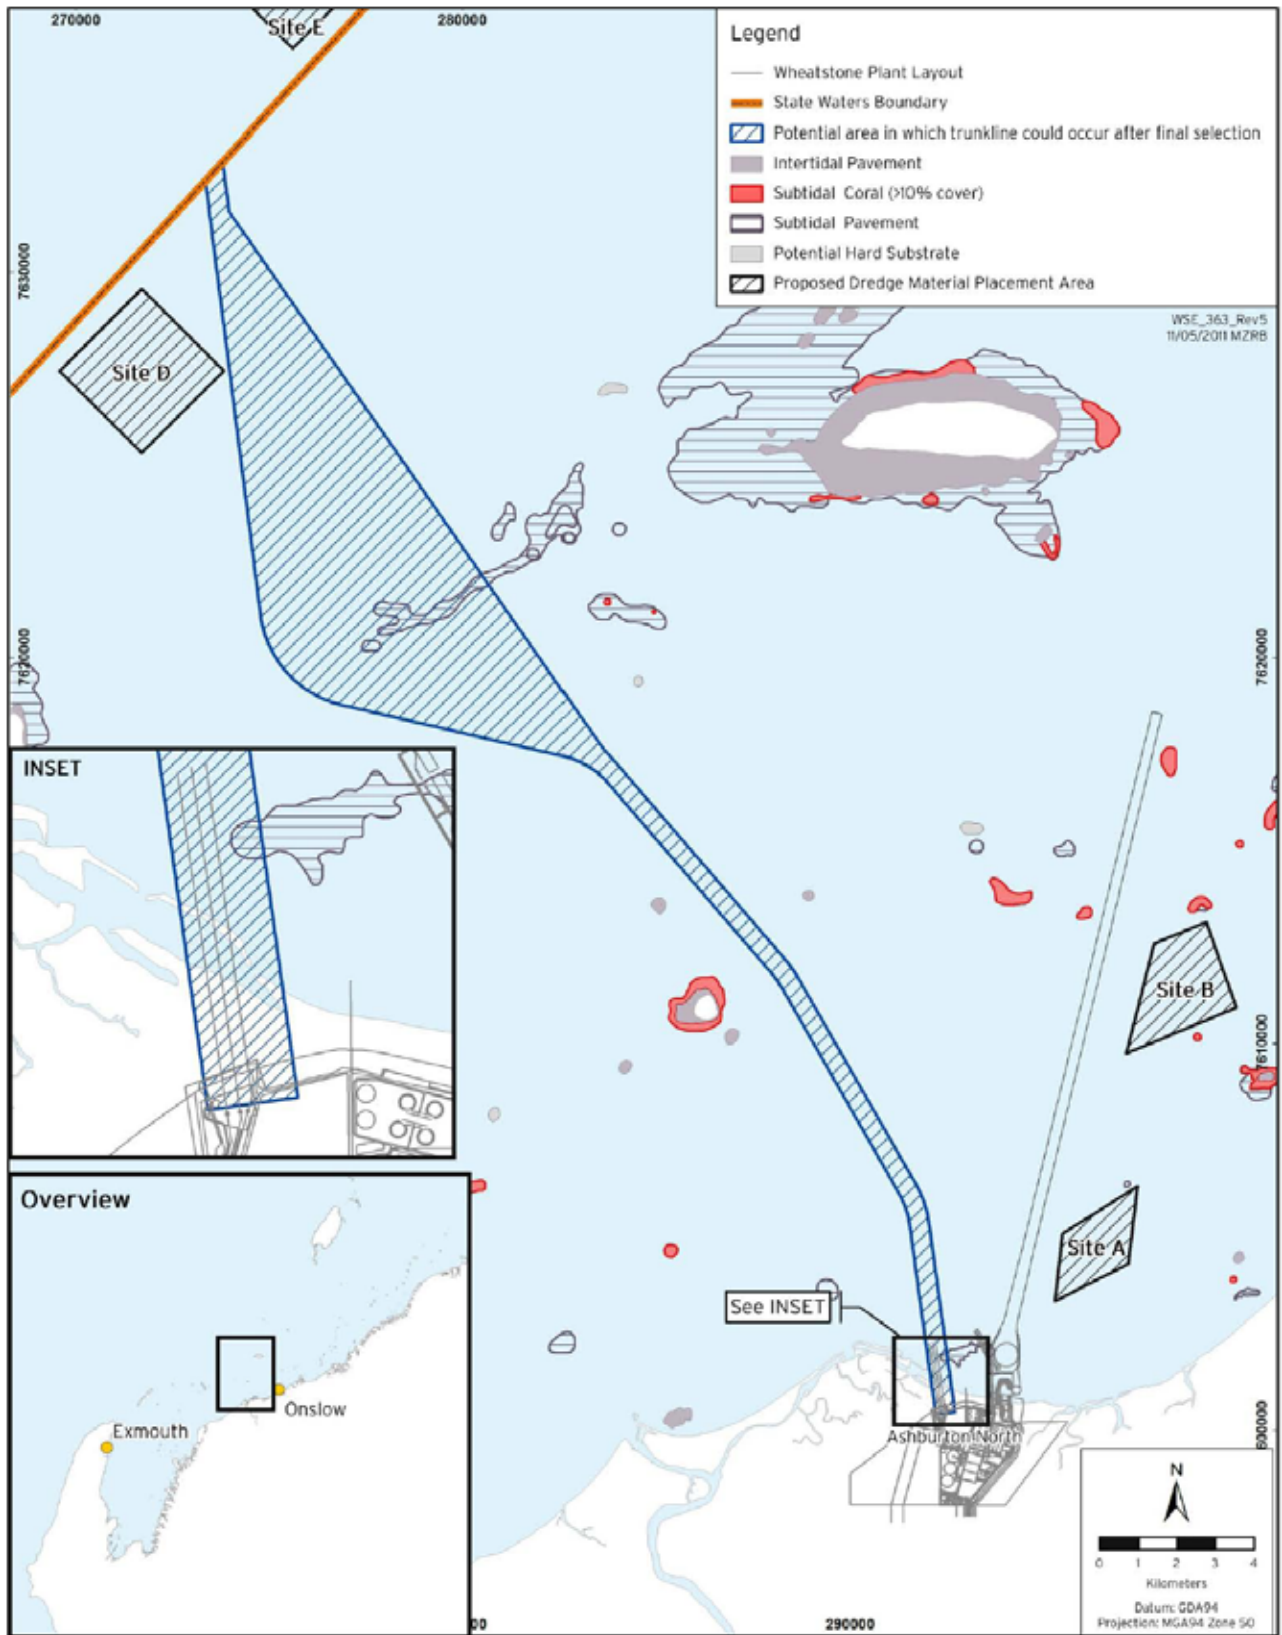 270000
280000
Site E
Legend
Wheatstone Plant Layout
State Waters Boundary
Potential area in which trunkline could occur after final selection
Intertidal Pavement
Subtidal Coral (>10% cover)
Subtidal Pavement
Potential Hard Substrate
Proposed Dredge Material Placement Area
WSE_363_Rev5
11/05/2011 MZRB
7630000
Site D
7620000
7620000
INSET
Site B
7610000
Overview
Site A
See INSET
Onslow
Exmouth
Ashburton North
N
0 1 2 3 4
Kilometers
Datum: GDA94
Projection: MGA94 Zone 50
290000